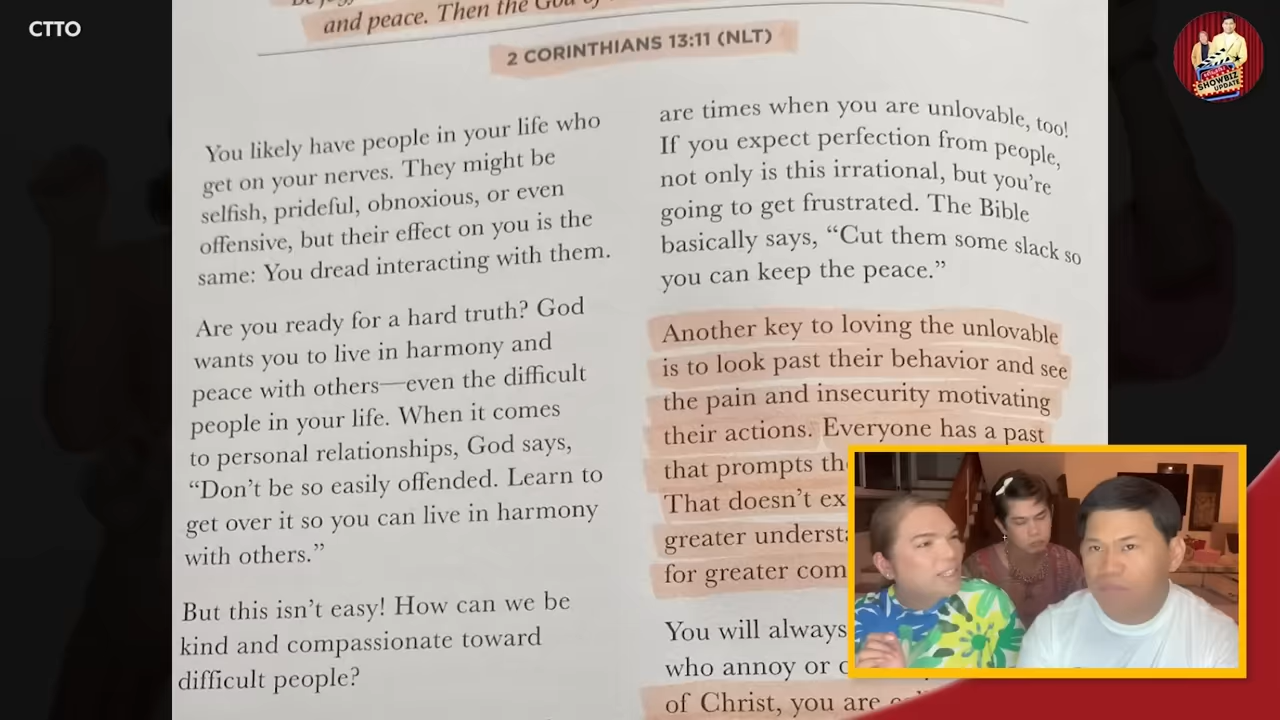 CTTO
and peace. Then the God of
2 CORINTHIANS 13:11 (NLT)
You likely have people in your life who
get on your nerves. They might be
selfish, prideful, obnoxious, or even
offensive, but their effect on you is the
same: You dread interacting with them.
Are you ready for a hard truth? God
wants you to live in harmony and
peace with others—even the difficult
people in your life. When it comes
to personal relationships, God says,
“Don’t be so easily offended. Learn to
get over it so you can live in harmony
with others.”
But this isn’t easy! How can we be
kind and compassionate toward
difficult people?
are times when you are unlovable, too!
If you expect perfection from people,
not only is this irrational, but you’re
going to get frustrated. The Bible
basically says, “Cut them some slack so
you can keep the peace.”
Another key to loving the unlovable
is to look past their behavior and see
the pain and insecurity motivating
their actions. Everyone has a past
that prompts
That doesn’t
greater
for greater
You will always
who annoy or
of Christ, you are
SHOWBIZ
UPDATE